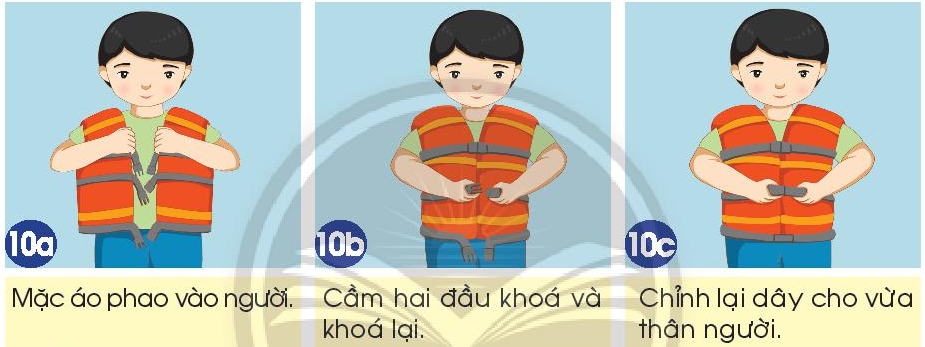 10a
10b
10c
Mặc áo phao vào người.
Cầm hai đầu khoá và
khoá lại.
Chỉnh lại dây cho vừa
thân người.